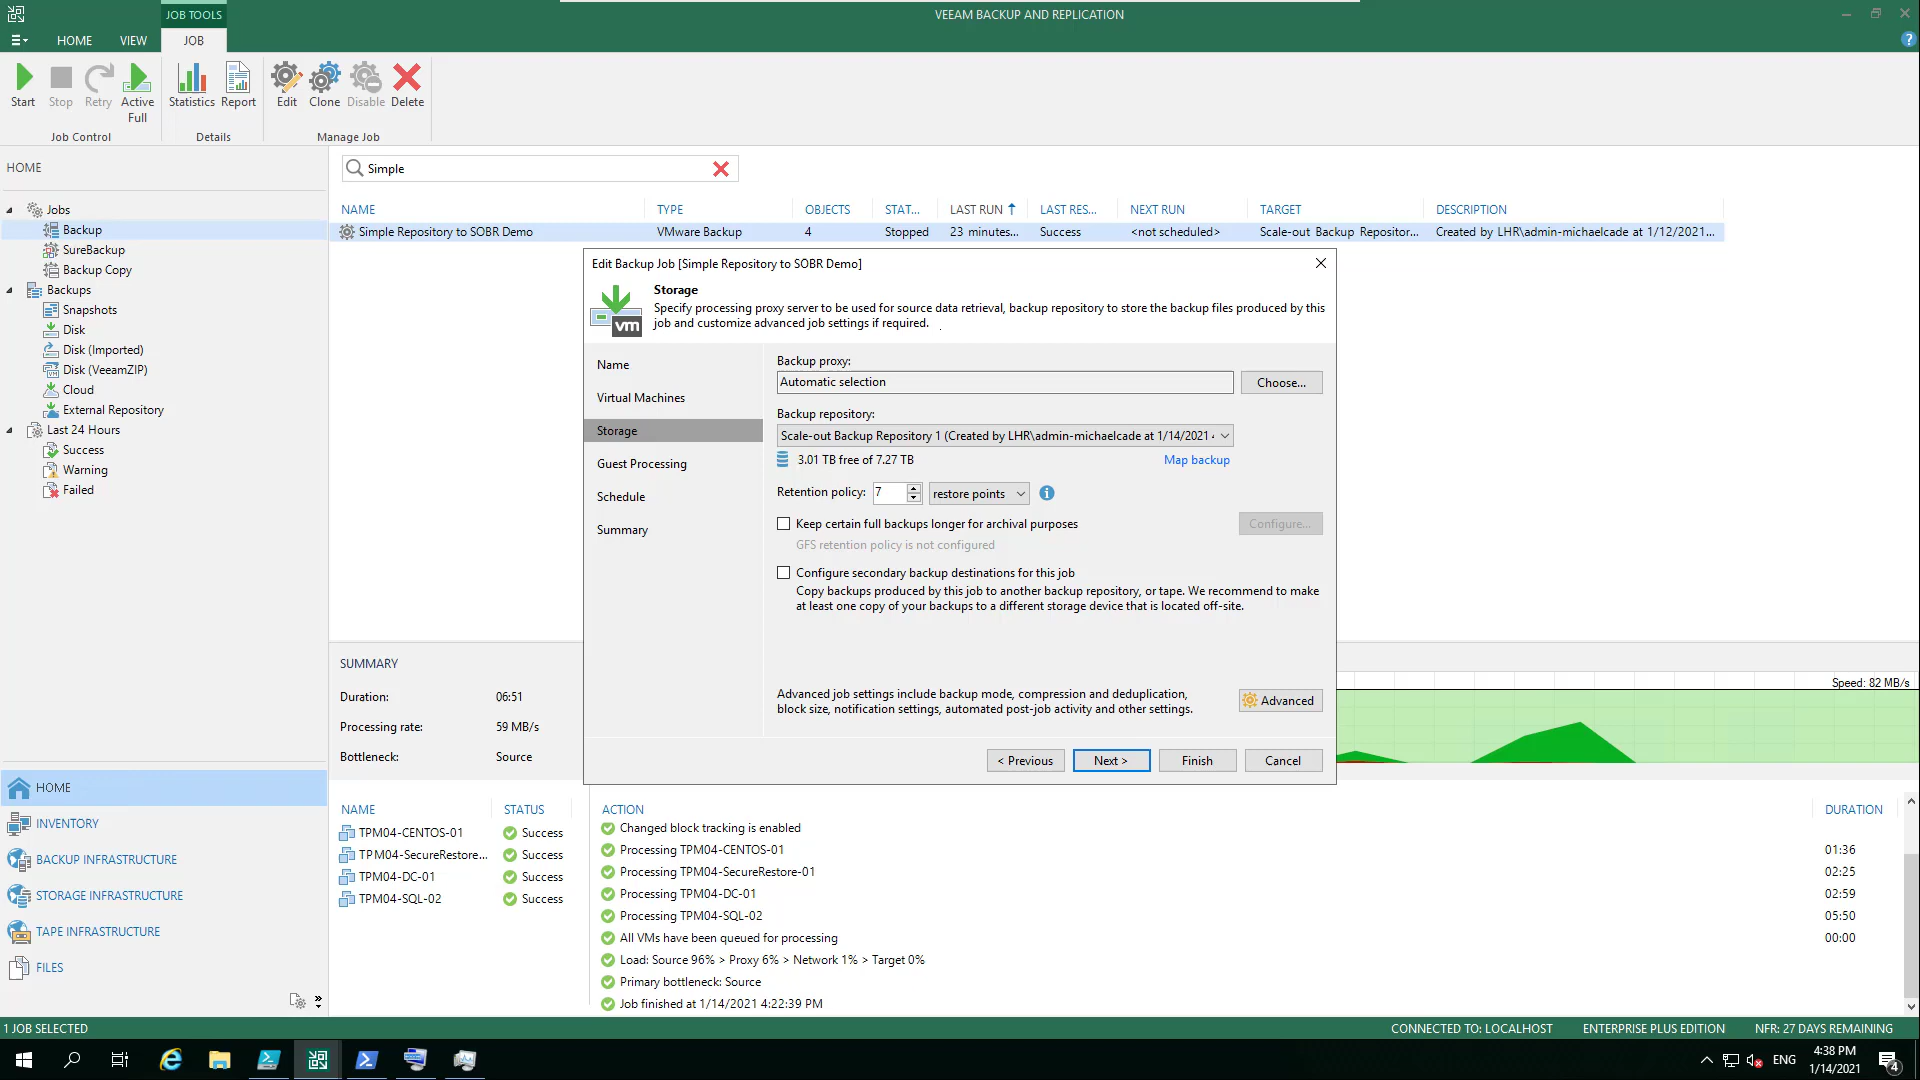 JOB TOOLS
VEEAM BACKUP AND REPLICATION
HOME
VIEW
JOB
Start
Stop
Retry
Active
Full
Statistics
Report
Edit
Clone
Disable
Delete
Job Control
Details
Manage Job
HOME
Jobs
Backup
SureBackup
Backup Copy
Backups
Snapshots
Disk
Disk (Imported)
Disk (VeeamZIP)
Cloud
External Repository
Last 24 Hours
Success
Warning
Failed
HOME
INVENTORY
BACKUP INFRASTRUCTURE
STORAGE INFRASTRUCTURE
TAPE INFRASTRUCTURE
FILES
Simple
NAME TYPE OBJECTS STAT... LAST RUN LAST RES... NEXT RUN TARGET DESCRIPTION
Simple Repository to SOBR Demo VMware Backup 4 Stopped 23 minutes... Success <not scheduled> Scale-out Backup Repositor... Created by LHR\admin-michaelcade at 1/12/2021...
Edit Backup Job [Simple Repository to SOBR Demo]
vm
Storage
Specify processing proxy server to be used for source data retrieval, backup repository to store the backup files produced by this
job and customize advanced job settings if required.
Name
Virtual Machines
Storage
Guest Processing
Schedule
Summary
Backup proxy:
Automatic selection
Choose...
Backup repository:
Scale-out Backup Repository 1 (Created by LHR\admin-michaelcade at 1/14/2021
3.01 TB free of 7.27 TB
Map backup
Retention policy: 7 restore points
Keep certain full backups longer for archival purposes
Configure...
GFS retention policy is not configured
Configure secondary backup destinations for this job
Copy backups produced by this job to another backup repository, or tape. We recommend to make
at least one copy of your backups to a different storage device that is located off-site.
Advanced job settings include backup mode, compression and deduplication,
block size, notification settings, automated post-job activity and other settings.
Advanced
< Previous
Next >
Finish
Cancel
SUMMARY
Duration: 06:51
Processing rate: 59 MB/s
Bottleneck: Source
Speed: 82 MB/s
NAME STATUS
TPM04-CENTOS-01 Success
TPM04-SecureRestore... Success
TPM04-DC-01 Success
TPM04-SQL-02 Success
ACTION DURATION
Changed block tracking is enabled
Processing TPM04-CENTOS-01 01:36
Processing TPM04-SecureRestore-01 02:25
Processing TPM04-DC-01 02:59
Processing TPM04-SQL-02 05:50
All VMs have been queued for processing 00:00
Load: Source 96% > Proxy 6% > Network 1% > Target 0%
Primary bottleneck: Source
Job finished at 1/14/2021 4:22:39 PM
1 JOB SELECTED
CONNECTED TO: LOCALHOST
ENTERPRISE PLUS EDITION
NFR: 27 DAYS REMAINING
ENG
4:38 PM
1/14/2021
4